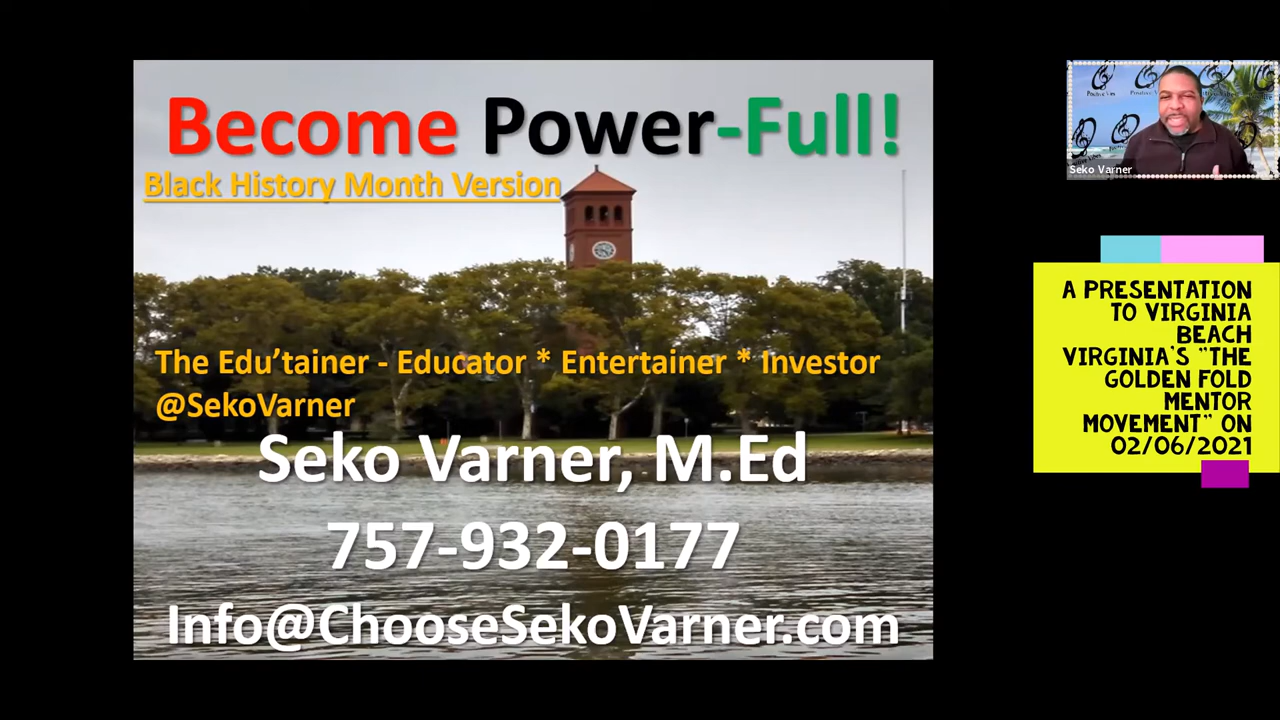 Become Power-Full!
Black History Month Version
The Edu'tainer - Educator * Entertainer * Investor
@SekoVarner
Seko Varner, M.Ed
757-932-0177
Info@ChooseSekoVarner.com
Seko Varner
A PRESENTATION
TO VIRGINIA
BEACH
VIRGINIA'S "THE
GOLDEN FOLD
MENTOR
MOVEMENT" ON
02/06/2021